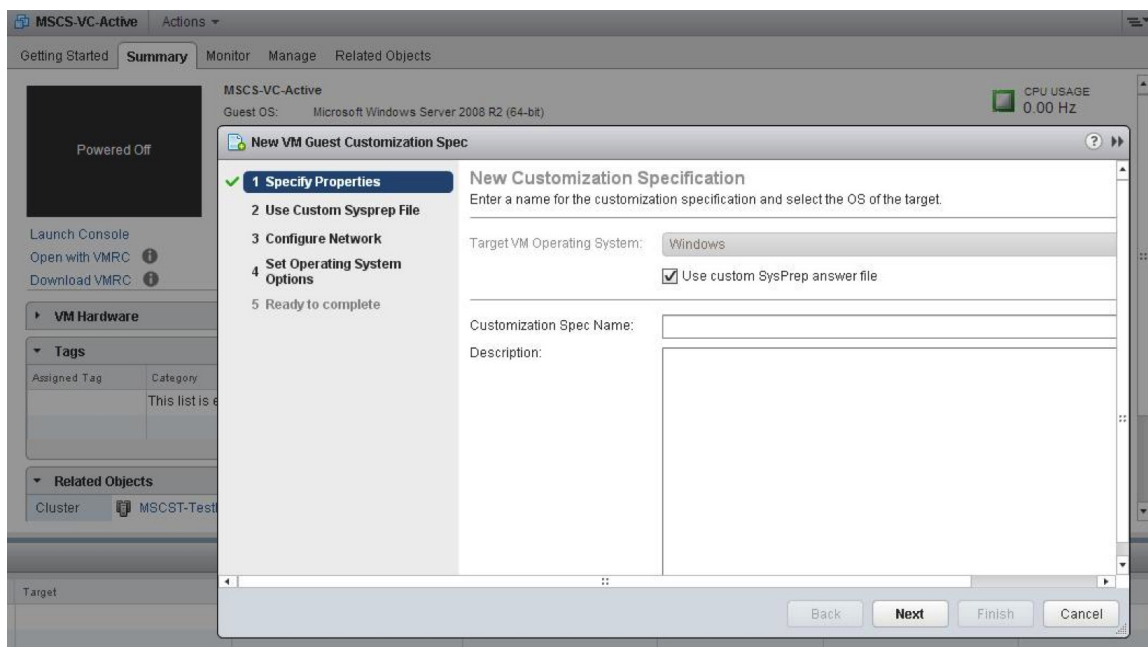 MSCS-VC-Active Actions
Getting Started Summary Monitor Manage Related Objects
MSCS-VC-Active
Guest OS: Microsoft Windows Server 2008 R2 (64-bit)
CPU USAGE
0.00 Hz
Powered Off
Launch Console
Open with VMRC
Download VMRC
VM Hardware
Tags
Assigned Tag Category
This list is e
Related Objects
Cluster MSCST-Test
Target
New VM Guest Customization Spec
1 Specify Properties
2 Use Custom Sysprep File
3 Configure Network
4 Set Operating System
Options
5 Ready to complete
New Customization Specification
Enter a name for the customization specification and select the OS of the target.
Target VM Operating System: Windows
Use custom SysPrep answer file
Customization Spec Name:
Description:
Back Next Finish Cancel